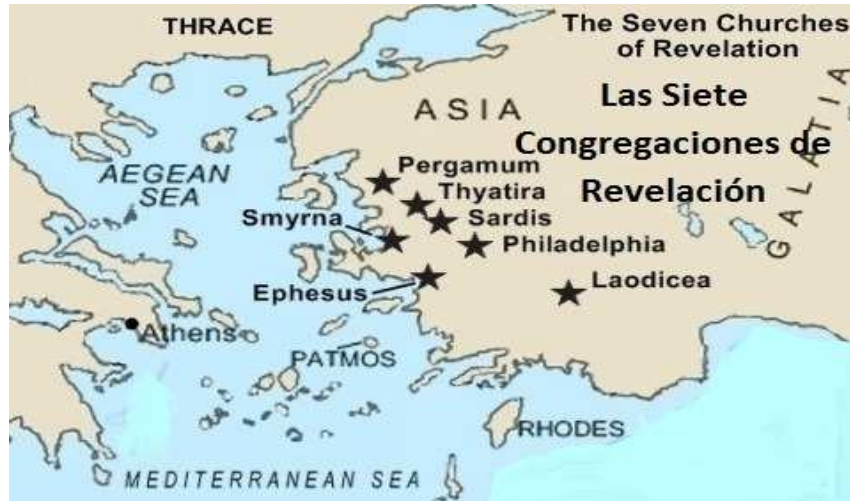 THRACE
The Seven Churches
of Revelation
Las Siete
Congregaciones de
Revelación
ASIA
GALATIA
AEGEAN
SEA
Pergamum
Thyatira
Sardis
Smyrna
Philadelphia
Ephesus
Laodicea
Athens
PATMOS
RHODES
MEDITERRANEAN SEA